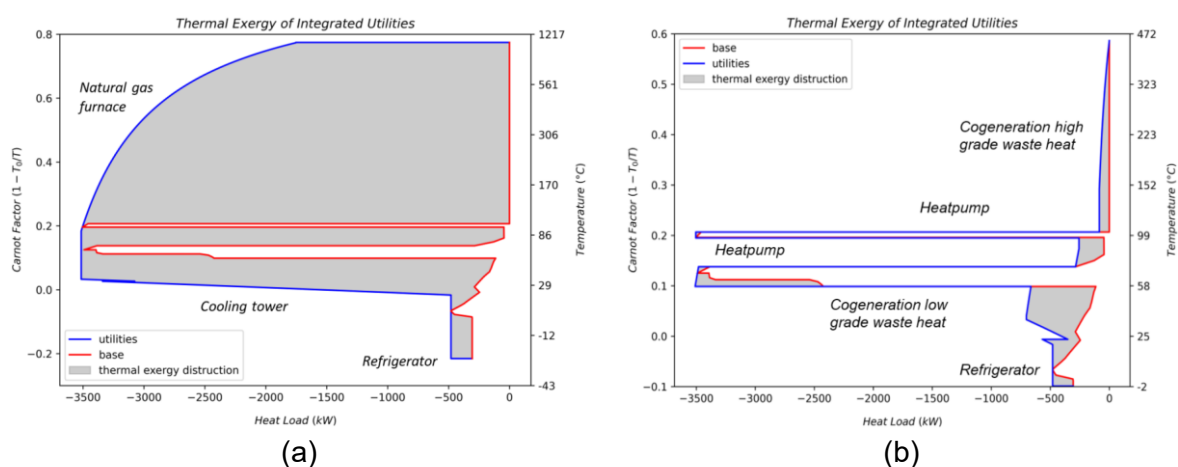 Thermal Exergy of Integrated Utilities
0.8
0.6
0.4
0.2
0.0
−0.2
Carnot Factor (1 − T₀/T)
1217
561
306
170
86
29
-12
-43
Temperature (°C)
Natural gas
furnace
Cooling tower
Refrigerator
utilities
base
thermal exergy distruction
−3500
−3000
−2500
−2000
−1500
−1000
−500
0
Heat Load (kW)
(a)
Thermal Exergy of Integrated Utilities
0.6
0.5
0.4
0.3
0.2
0.1
0.0
−0.1
Carnot Factor (1 − T₀/T)
472
323
223
152
99
58
25
-2
Temperature (°C)
base
utilities
thermal exergy distruction
Cogeneration high
grade waste heat
Heatpump
Heatpump
Cogeneration low
grade waste heat
Refrigerator
−3500
−3000
−2500
−2000
−1500
−1000
−500
0
Heat Load (kW)
(b)